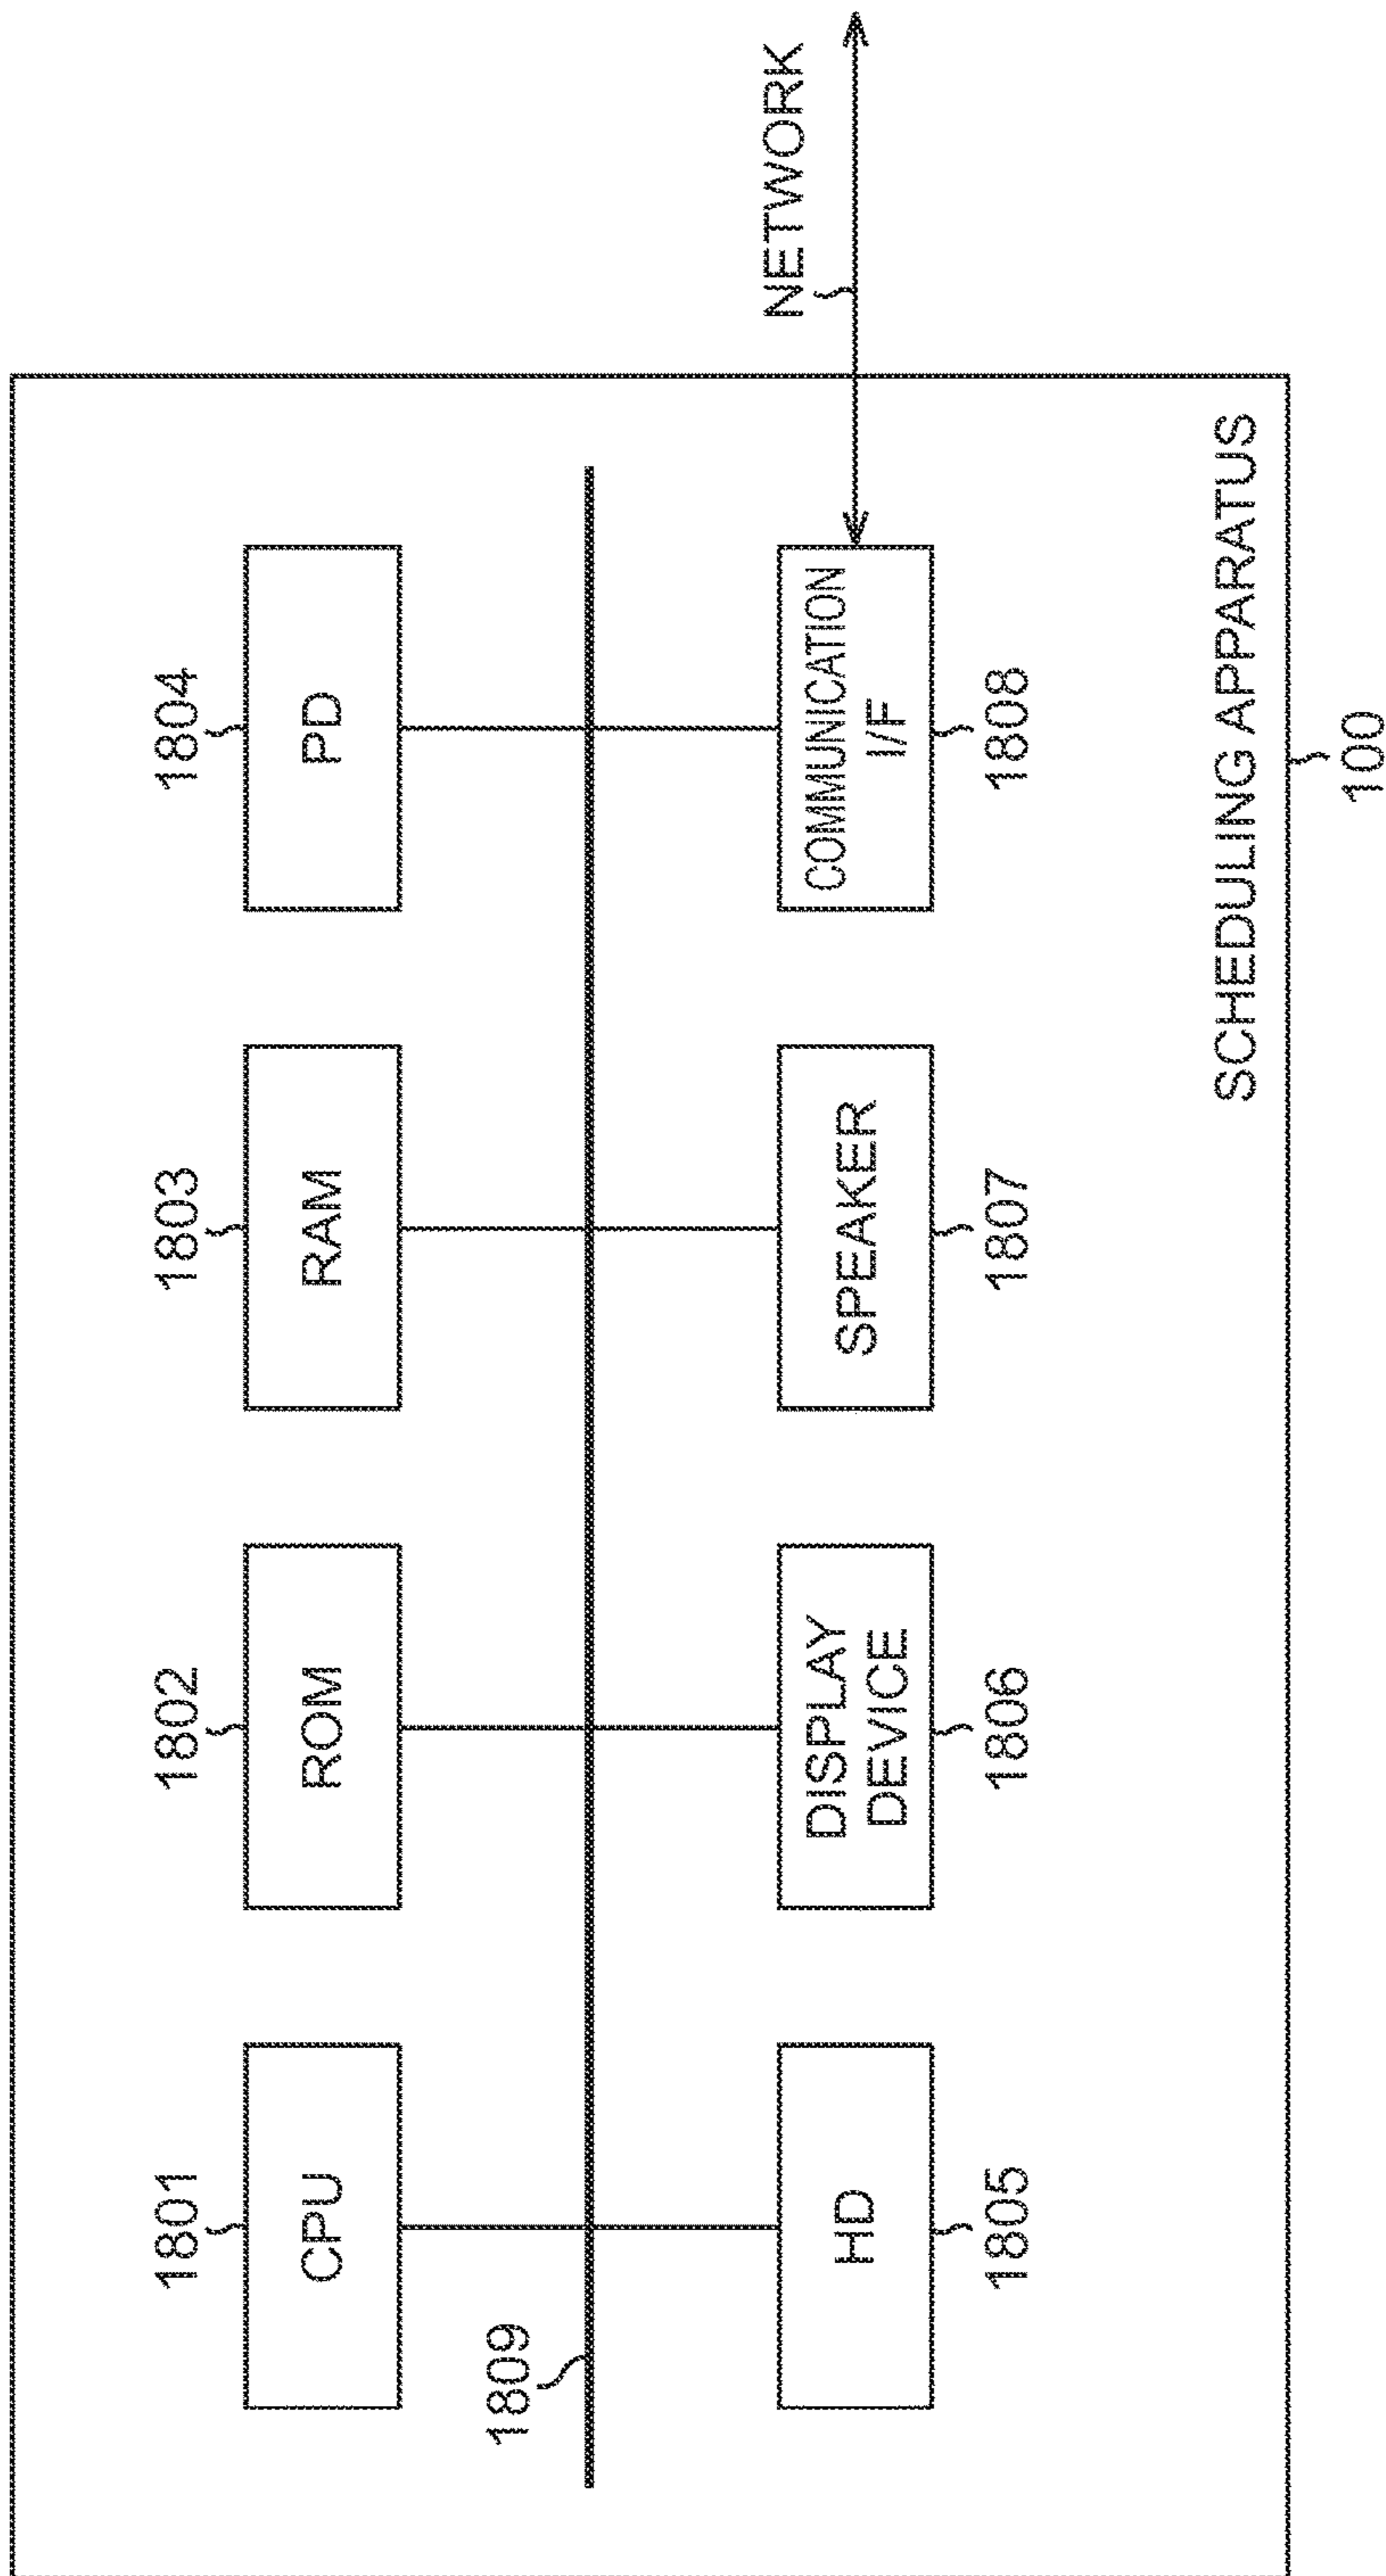 1801
1802
1803
1804
CPU
ROM
RAM
PD
NETWORK
1809
HD
DISPLAY
DEVICE
SPEAKER
COMMUNICATION
I/F
1805
1806
1807
1808
SCHEDULING APPARATUS
100